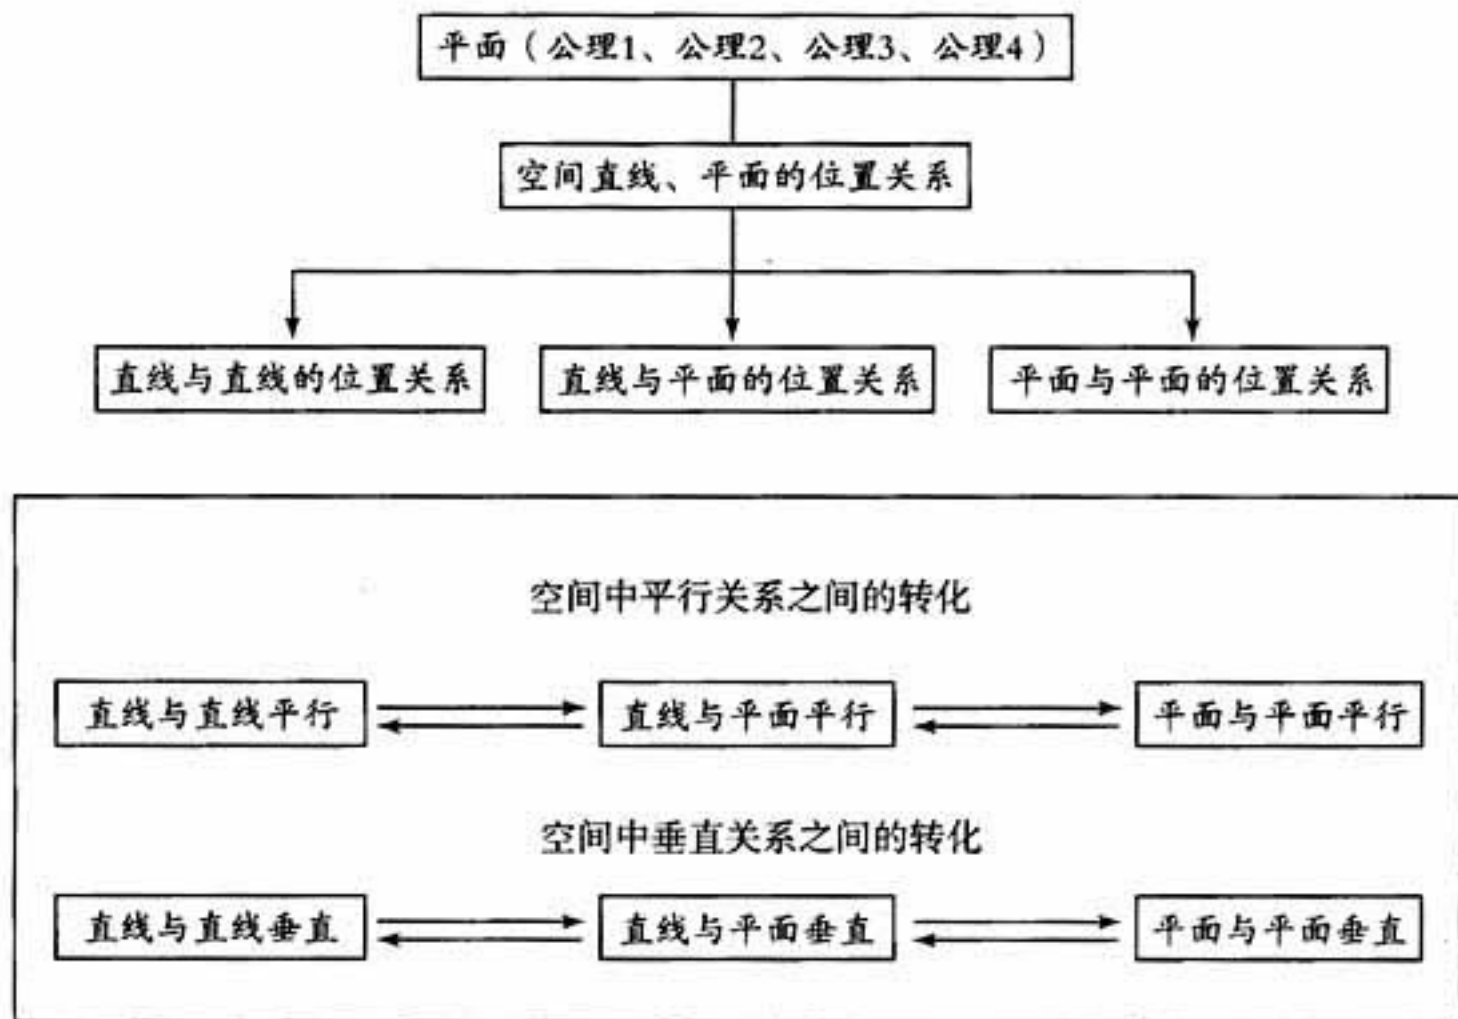 平面（公理1、公理2、公理3、公理4）
空间直线、平面的位置关系
直线与直线的位置关系
直线与平面的位置关系
平面与平面的位置关系
空间中平行关系之间的转化
直线与直线平行
直线与平面平行
平面与平面平行
空间中垂直关系之间的转化
直线与直线垂直
直线与平面垂直
平面与平面垂直